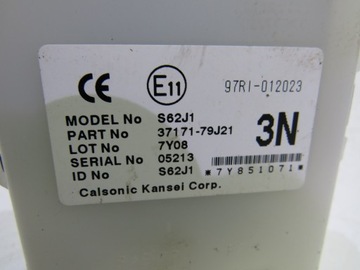 CE E11 97RI-012023
MODEL No S62J1
PART No 37171-79J21 3N
LOT No 7Y08
SERIAL No 05213
ID No S62J1 *7Y851071*
Calsonic Kansei Corp.